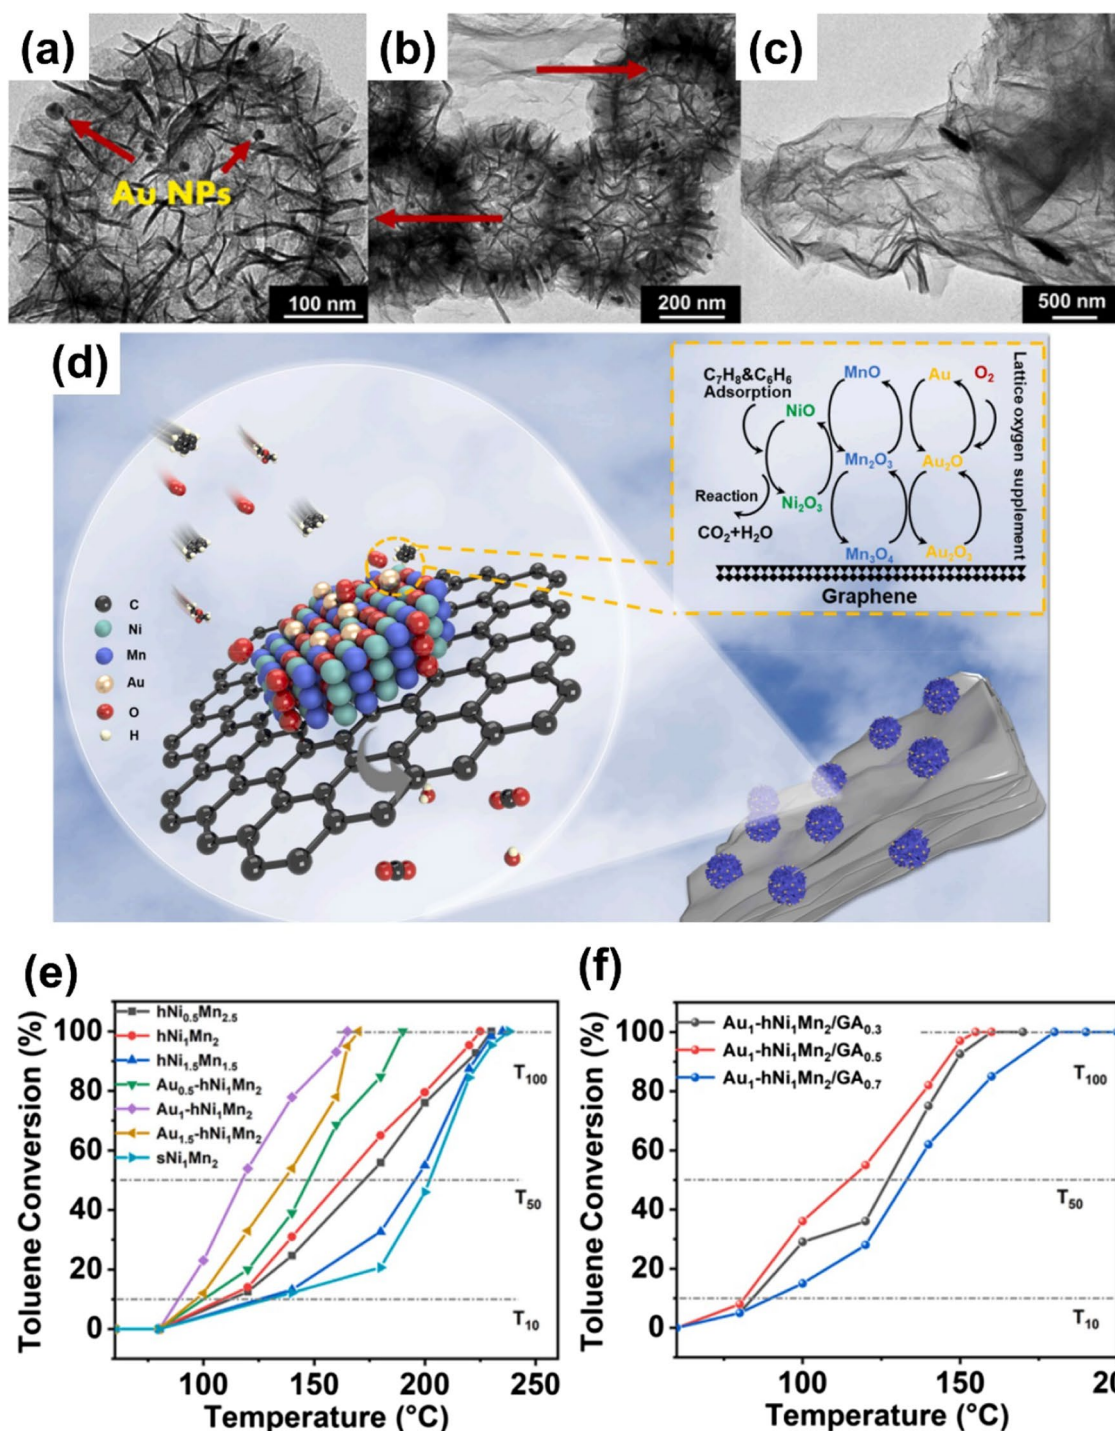 (a)
Au NPs
100 nm
(b)
200 nm
(c)
500 nm
(d)
C₇H₈&C₆H₆
Adsorption
NiO
MnO
Au
O₂
Mn₂O₃
Au₂O
Reaction
Ni₂O₃
CO₂+H₂O
Mn₃O₄
Au₂O₂
Graphene
Lattice oxygen supplement
C
Ni
Mn
Au
O
H
(e)
Toluene Conversion (%)
100
80
60
40
20
0
hNi₀.₅Mn₂.₅
hNi₁Mn₂
hNi₁.₅Mn₁.₅
Au₀.₅-hNi₁Mn₂
Au₁-hNi₁Mn₂
Au₁.₅-hNi₁Mn₂
sNi₁Mn₂
T₁₀₀
T₅₀
T₁₀
100
150
200
250
Temperature (°C)
(f)
Toluene Conversion (%)
100
80
60
40
20
0
Au₁-hNi₁Mn₂/GA₀.₃
Au₁-hNi₁Mn₂/GA₀.₅
Au₁-hNi₁Mn₂/GA₀.₇
T₁₀₀
T₅₀
T₁₀
100
150
20
Temperature (°C)